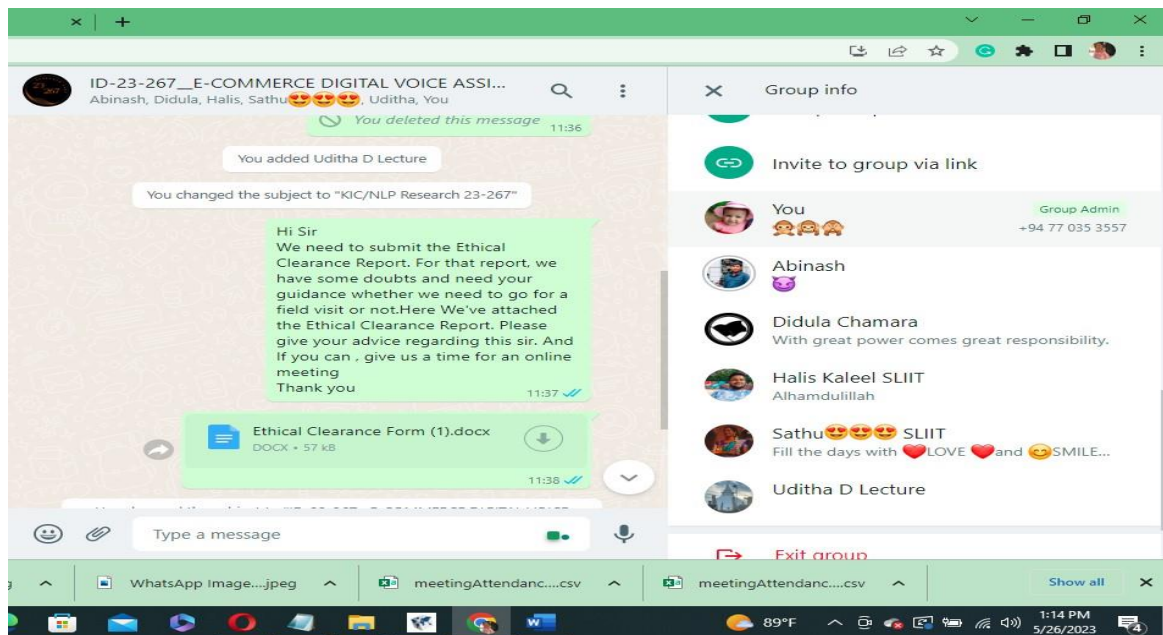 ID-23-267__E-COMMERCE DIGITAL VOICE ASSI...
Abinash, Didula, Halis, Sathu😍😍😍, Uditha, You
You deleted this message 11:36
You added Uditha D Lecture
You changed the subject to "KIC/NLP Research 23-267"
Hi Sir
We need to submit the Ethical
Clearance Report. For that report, we
have some doubts and need your
guidance whether we need to go for a
field visit or not.Here We've attached
the Ethical Clearance Report. Please
give your advice regarding this sir. And
If you can , give us a time for an online
meeting
Thank you
11:37
Ethical Clearance Form (1).docx
DOCX • 57 kB
11:38
Type a message
Group info
Invite to group via link
You
Group Admin
🙊🙈🙈
+94 77 035 3557
Abinash
😈
Didula Chamara
With great power comes great responsibility.
Halis Kaleel SLIIT
Alhamdulillah
Sathu😍😍😍 SLIIT
Fill the days with ❤️LOVE ❤️and 😊SMILE...
Uditha D Lecture
Exit group
WhatsApp Image....jpeg
meetingAttendanc....csv
meetingAttendanc....csv
Show all
89°F
1:14 PM
5/26/2023
4